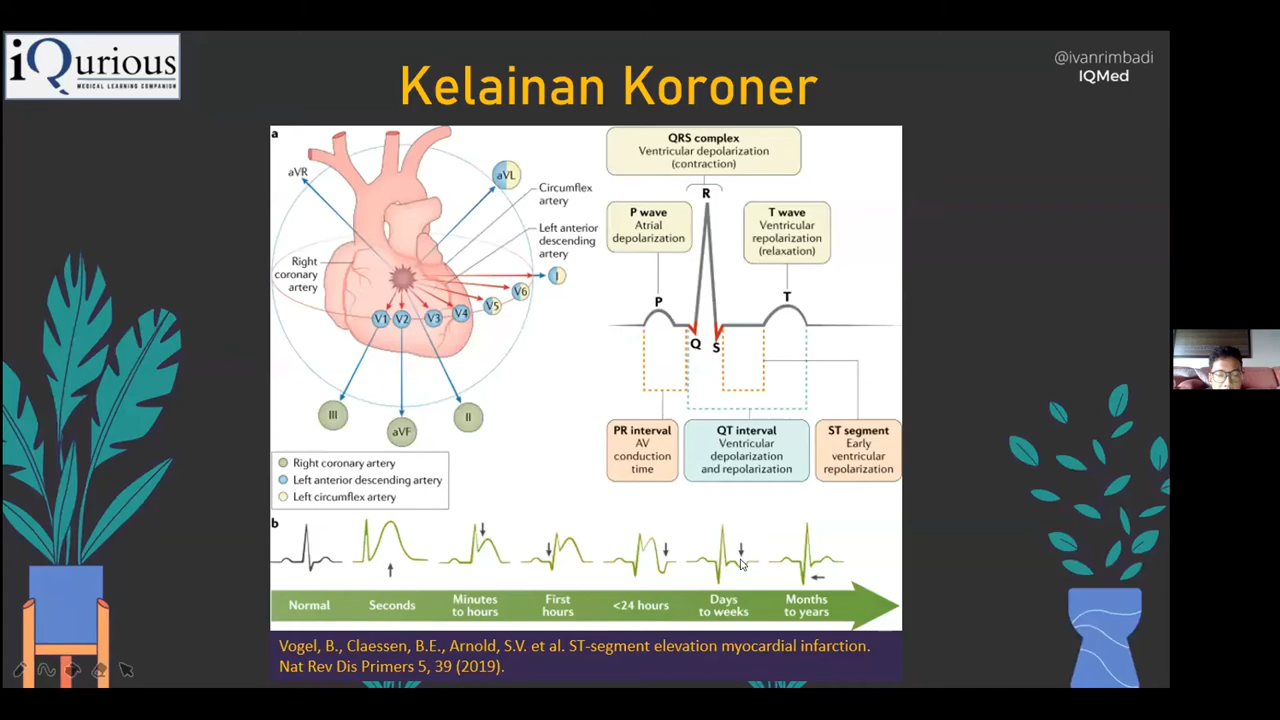 iQurious
MEDICAL LEARNING COMPANION
@ivanrimbadi
IQMed
Kelainan Koroner
a
aVR
aVL
Circumflex
artery
Left anterior
descending
artery
Right
coronary
artery
I
V6
V5
V4
V3
V2
V1
III
aVF
II
Right coronary artery
Left anterior descending artery
Left circumflex artery
QRS complex
Ventricular depolarization
(contraction)
R
P wave
Atrial
depolarization
T wave
Ventricular
repolarization
(relaxation)
P
T
Q
S
PR interval
AV
conduction
time
QT interval
Ventricular
depolarization
and repolarization
ST segment
Early
ventricular
repolarization
b
Normal
Seconds
Minutes
to hours
First
hours
<24 hours
Days
to weeks
Months
to years
Vogel, B., Claessen, B.E., Arnold, S.V. et al. ST-segment elevation myocardial infarction.
Nat Rev Dis Primers 5, 39 (2019).